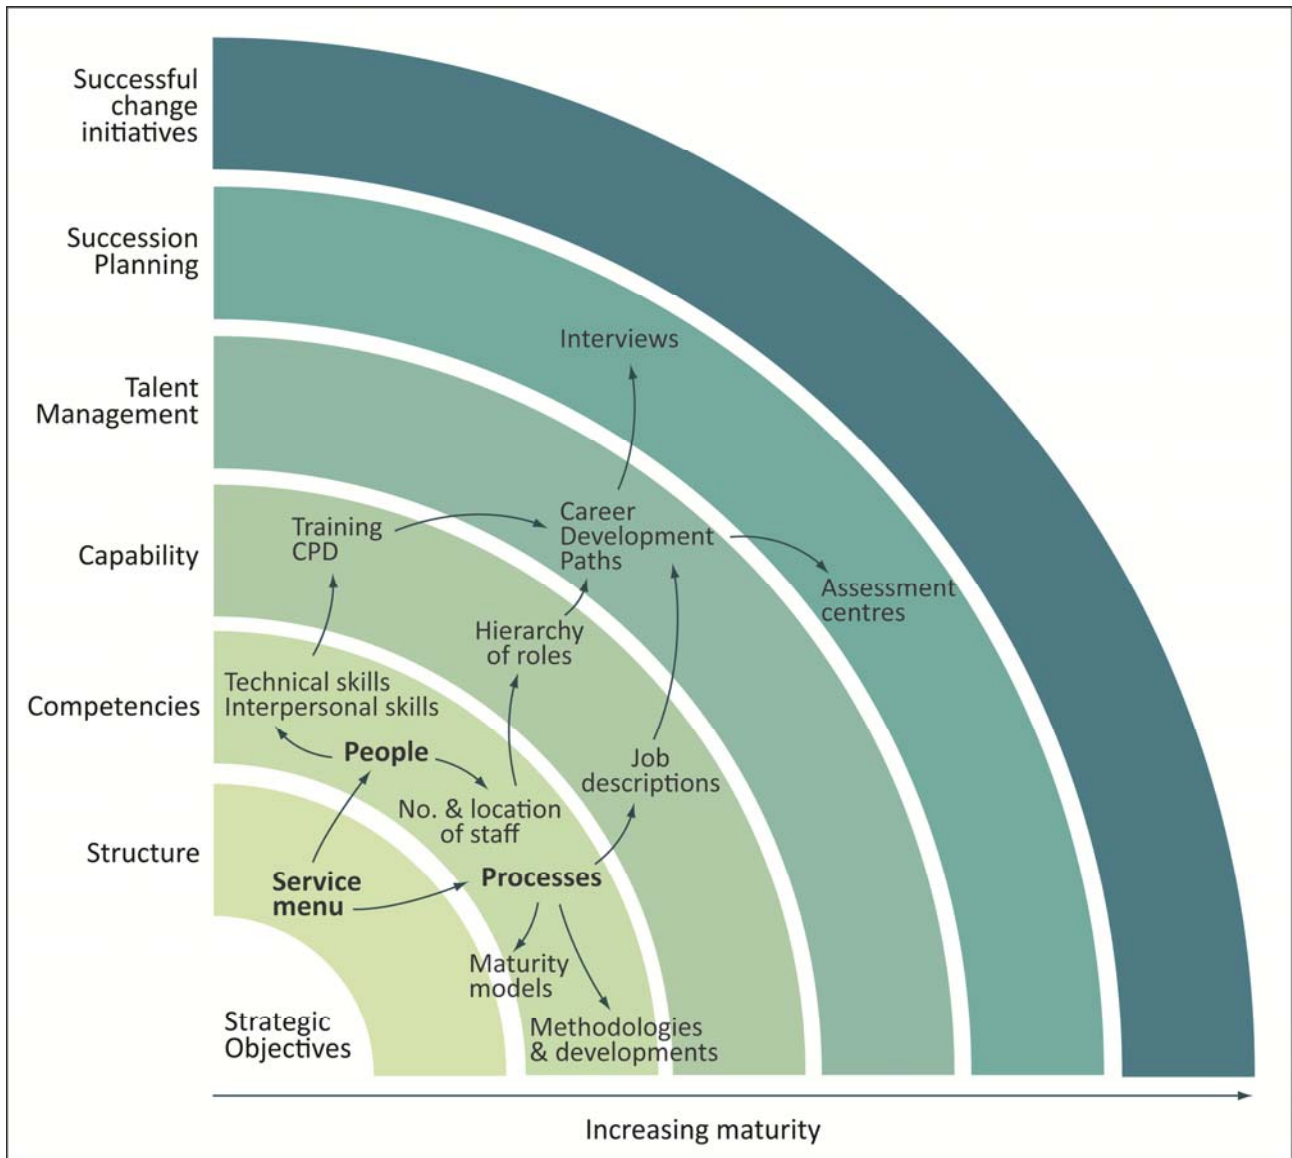 Successful
change
initiatives
Succession
Planning
Talent
Management
Capability
Competencies
Structure
Strategic
Objectives
Interviews
Career
Development
Paths
Training
CPD
Assessment
centres
Hierarchy
of roles
Technical skills
Interpersonal skills
People
Job
descriptions
No. & location
of staff
Service
menu
Processes
Maturity
models
Methodologies
& developments
Increasing maturity